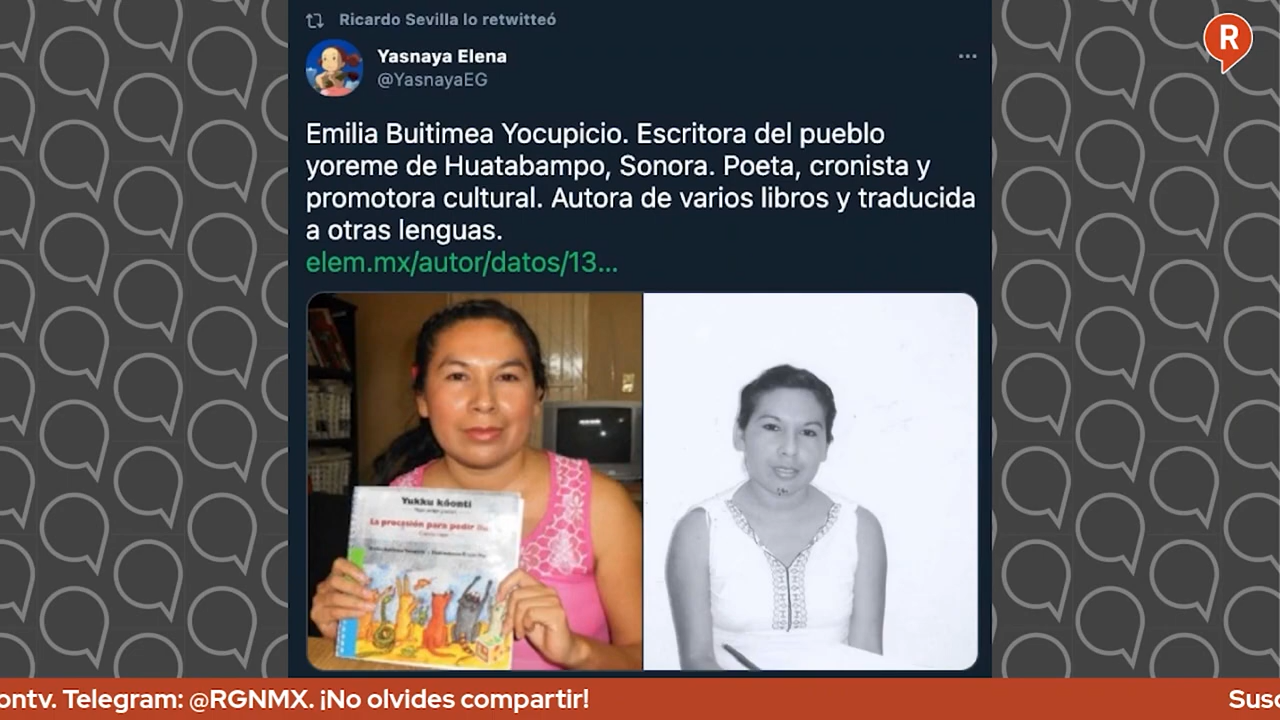 Ricardo Sevilla lo retwitteó
R
Yasnaya Elena
@YasnayaEG
Emilia Buitimea Yocupicio. Escritora del pueblo
yoreme de Huatabampo, Sonora. Poeta, cronista y
promotora cultural. Autora de varios libros y traducida
a otras lenguas.
elem.mx/autor/datos/13...
Yukku kóonti
La procesión para pedir
ontv. Telegram: @RGNMX. ¡No olvides compartir!
Susc